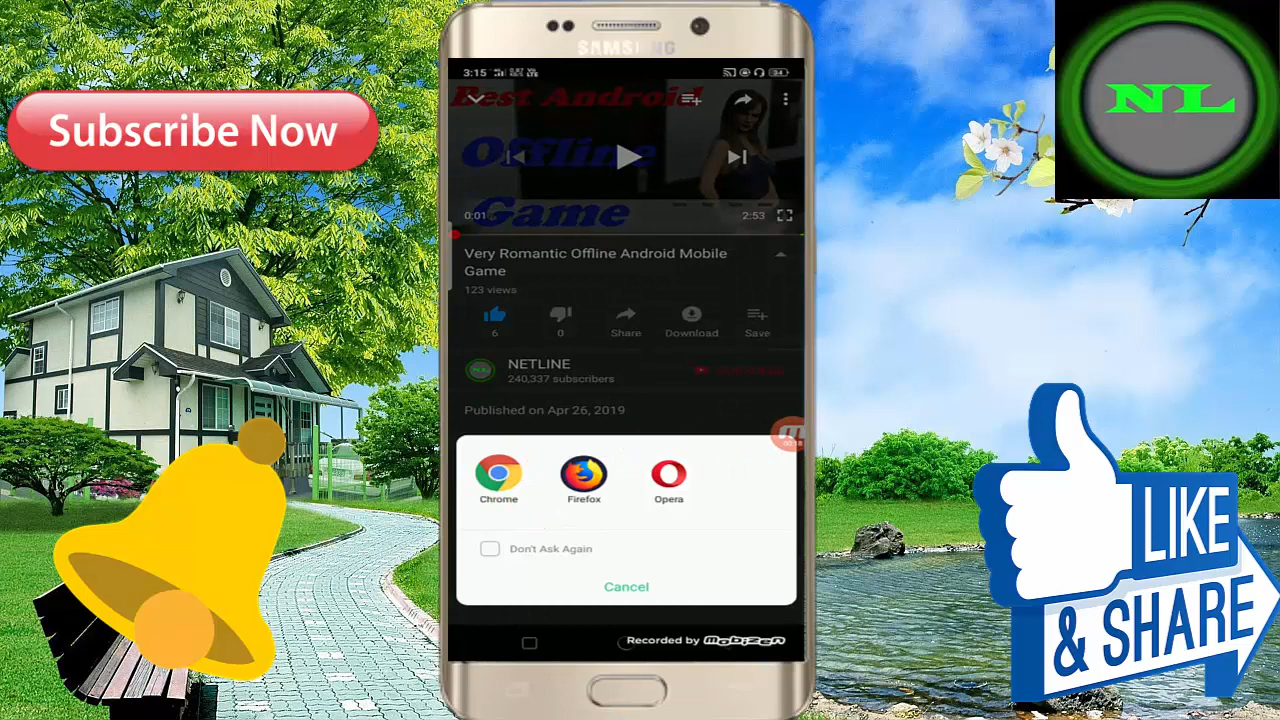 Subscribe Now
NL
SAMSUNG
3:15
Best Android
Offline
Game
0:01
2:53
Very Romantic Offline Android Mobile
Game
123 views
6
0
Share
Download
Save
NETLINE
240,337 subscribers
Published on Apr 26, 2019
00:18
Chrome
Firefox
Opera
Don't Ask Again
Cancel
Recorded by mobizen
LIKE
& SHARE